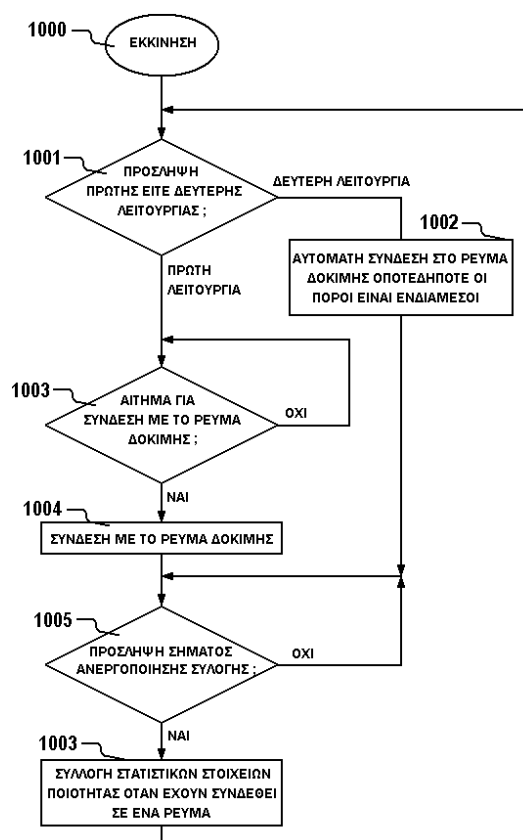 1000
ΕΚΚΙΝΗΣΗ
1001
ΠΡΟΣΛΗΨΗ
ΠΡΩΤΗΣ ΕΙΤΕ ΔΕΥΤΕΡΗΣ
ΛΕΙΤΟΥΡΓΙΑΣ ;
ΔΕΥΤΕΡΗ ΛΕΙΤΟΥΡΓΙΑ
1002
ΑΥΤΟΜΑΤΗ ΣΥΝΔΕΣΗ ΣΤΟ ΡΕΥΜΑ
ΔΟΚΙΜΗΣ ΟΠΟΤΕΔΗΠΟΤΕ ΟΙ
ΠΟΡΟΙ ΕΙΝΑΙ ΕΝΔΙΑΜΕΣΟΙ
ΠΡΩΤΗ
ΛΕΙΤΟΥΡΓΙΑ
1003
ΑΙΤΗΜΑ ΓΙΑ
ΣΥΝΔΕΣΗ ΜΕ ΤΟ ΡΕΥΜΑ
ΔΟΚΙΜΗΣ ;
ΟΧΙ
ΝΑΙ
1004
ΣΥΝΔΕΣΗ ΜΕ ΤΟ ΡΕΥΜΑ ΔΟΚΙΜΗΣ
1005
ΠΡΟΣΛΗΨΗ ΣΗΜΑΤΟΣ
ΑΝΕΡΓΟΠΟΙΗΣΗΣ ΣΥΛΟΓΗΣ ;
ΟΧΙ
ΝΑΙ
1003
ΣΥΛΛΟΓΗ ΣΤΑΤΙΣΤΙΚΩΝ ΣΤΟΙΧΕΙΩΝ
ΠΟΙΟΤΗΤΑΣ ΟΤΑΝ ΕΧΟΥΝ ΣΥΝΔΕΘΕΙ
ΣΕ ΕΝΑ ΡΕΥΜΑ